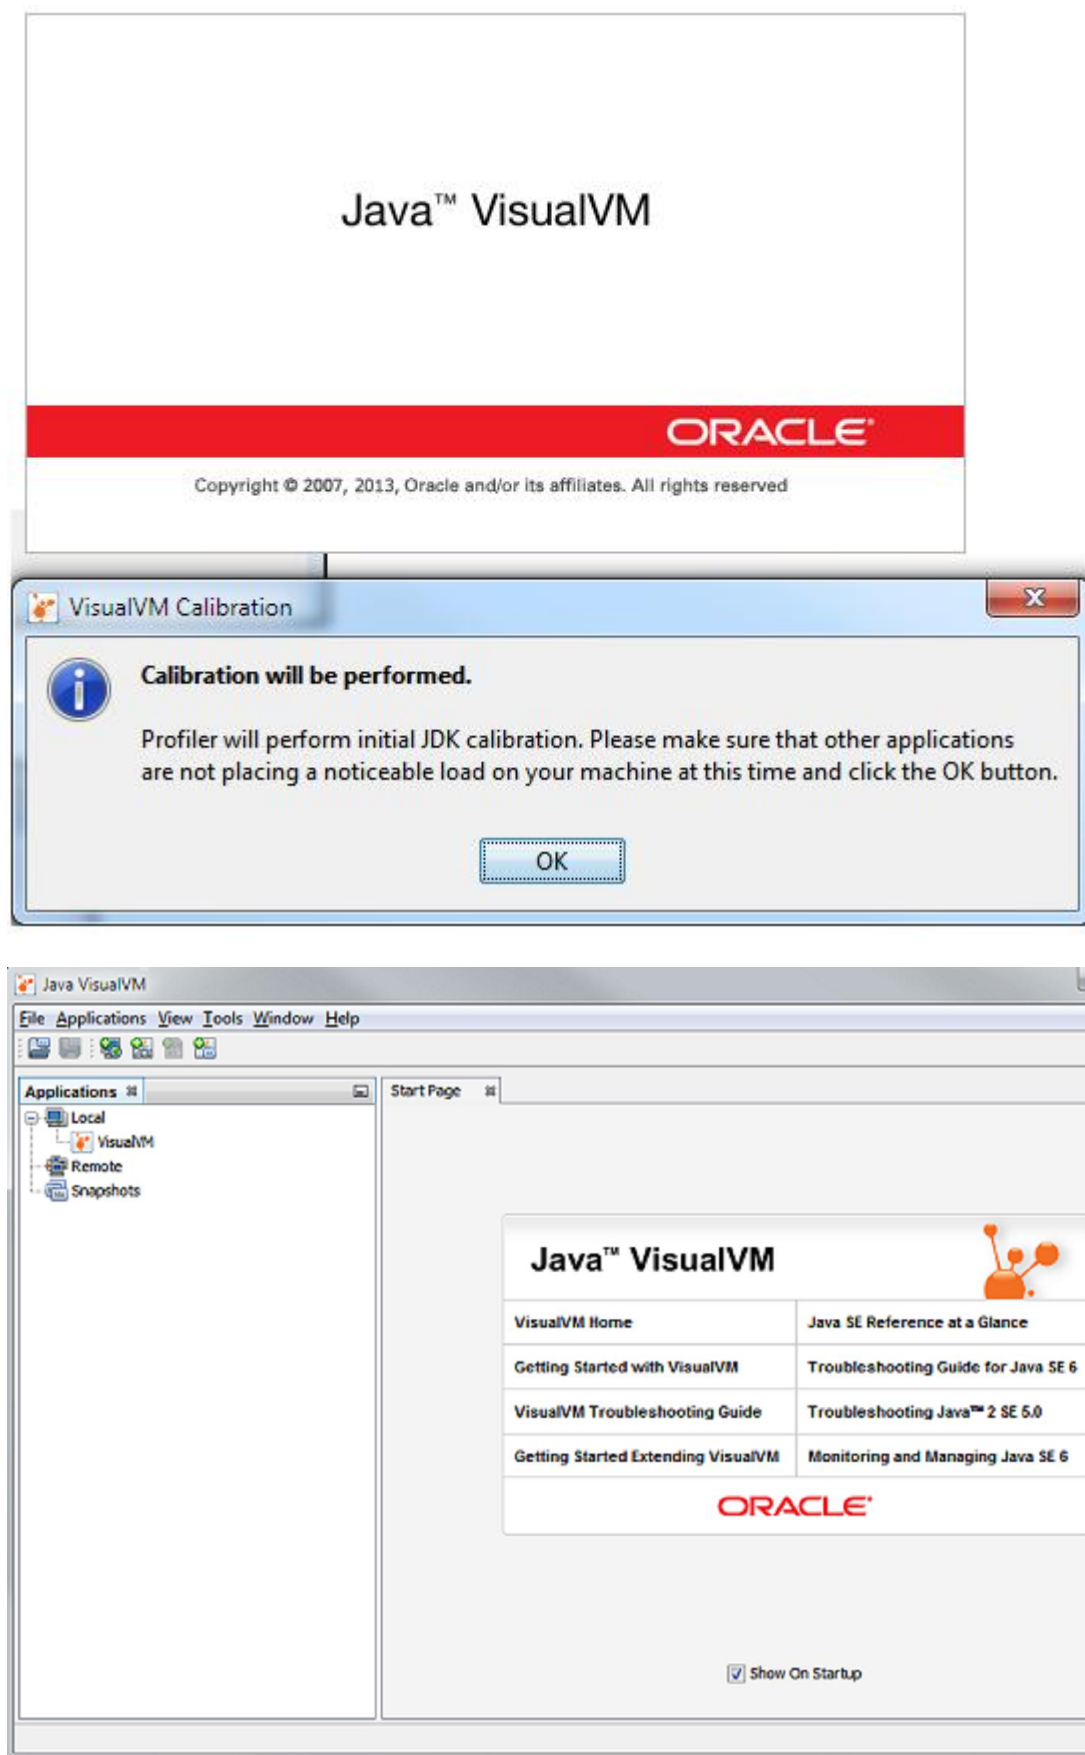 Java™ VisualVM
ORACLE®
Copyright © 2007, 2013, Oracle and/or its affiliates. All rights reserved
VisualVM Calibration
Calibration will be performed.
Profiler will perform initial JDK calibration. Please make sure that other applications
are not placing a noticeable load on your machine at this time and click the OK button.
OK
Java VisualVM
File Applications View Tools Window Help
Applications
Start Page
Local
VisualVM
Remote
Snapshots
Java™ VisualVM
VisualVM Home
Java SE Reference at a Glance
Getting Started with VisualVM
Troubleshooting Guide for Java SE 6
VisualVM Troubleshooting Guide
Troubleshooting Java™ 2 SE 5.0
Getting Started Extending VisualVM
Monitoring and Managing Java SE 6
ORACLE®
Show On Startup